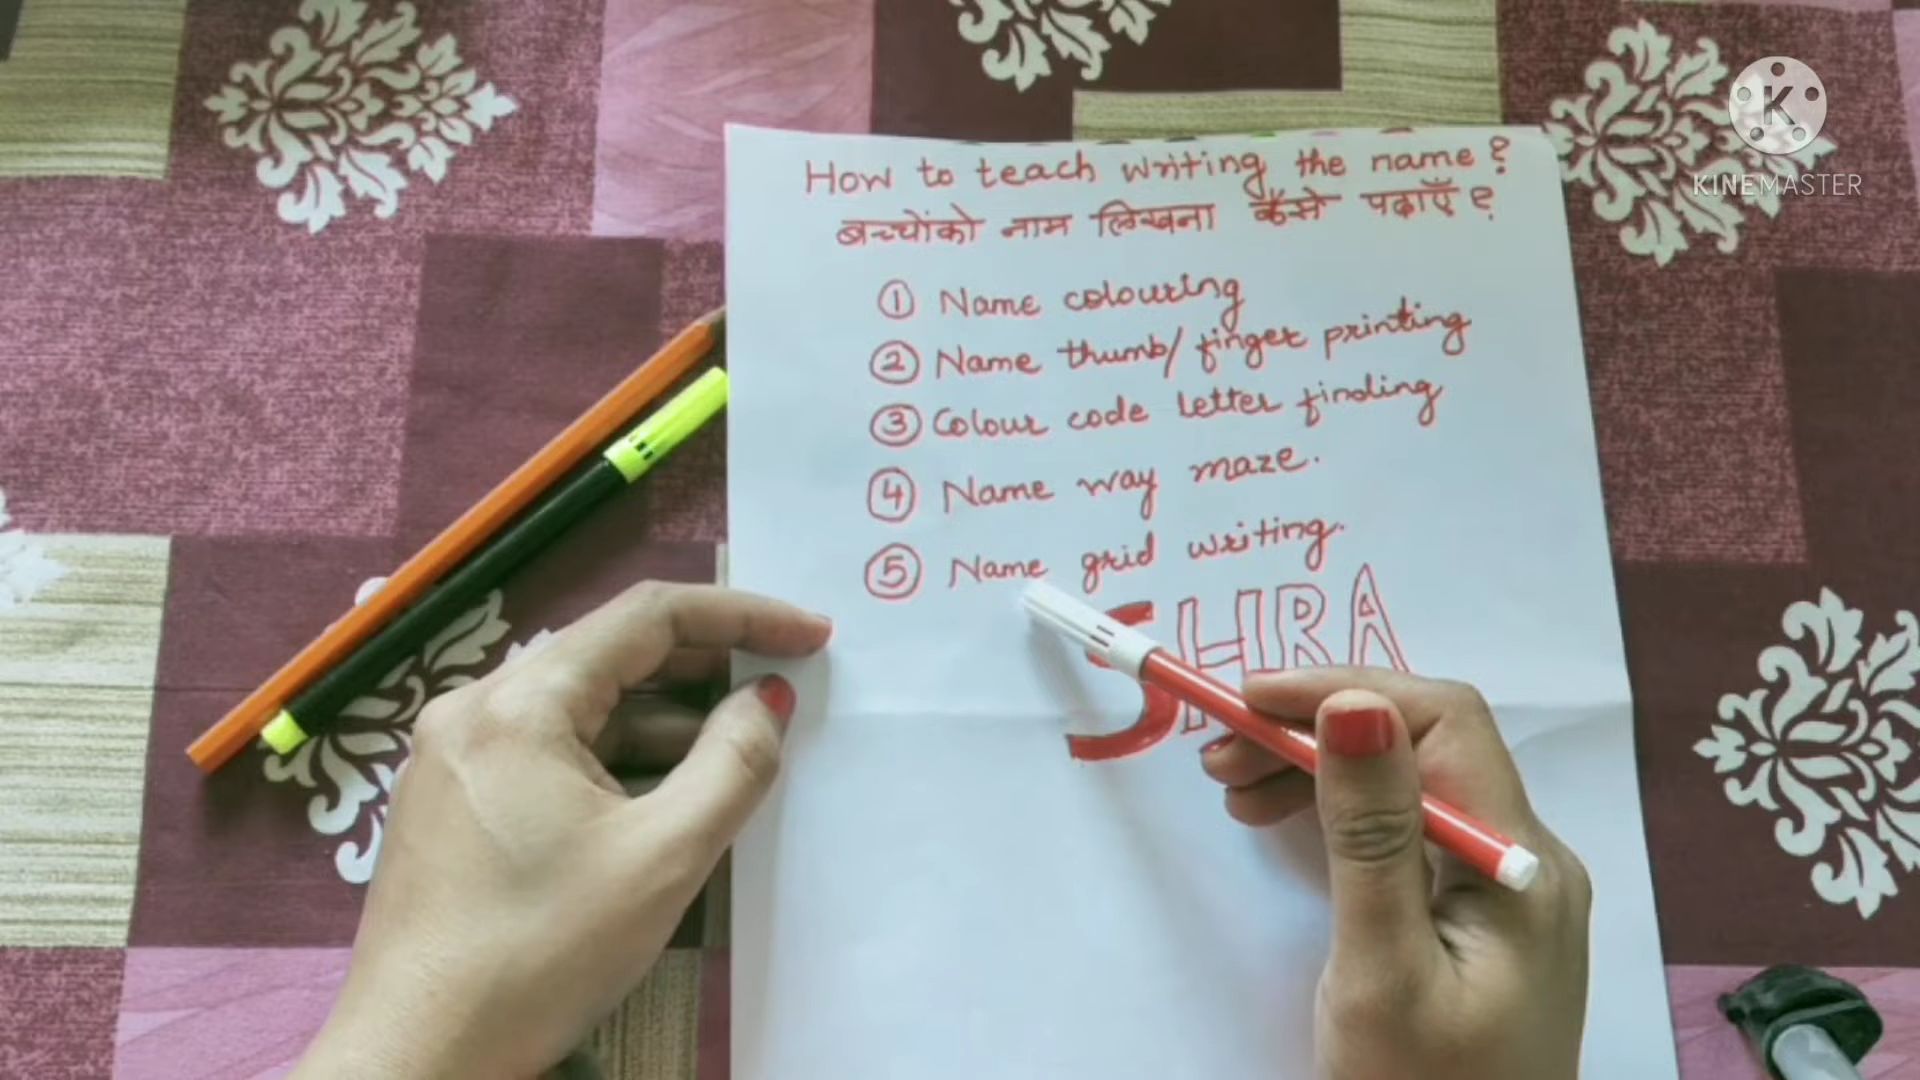 K
KINEMASTER
How to teach writing the name?
बच्चोंको नाम लिखना कैसे पढाएँ ?
① Name colouring
② Name thumb/ finger printing
③ Colour code letter finding
④ Name way maze.
⑤ Name grid writing.
SHRA